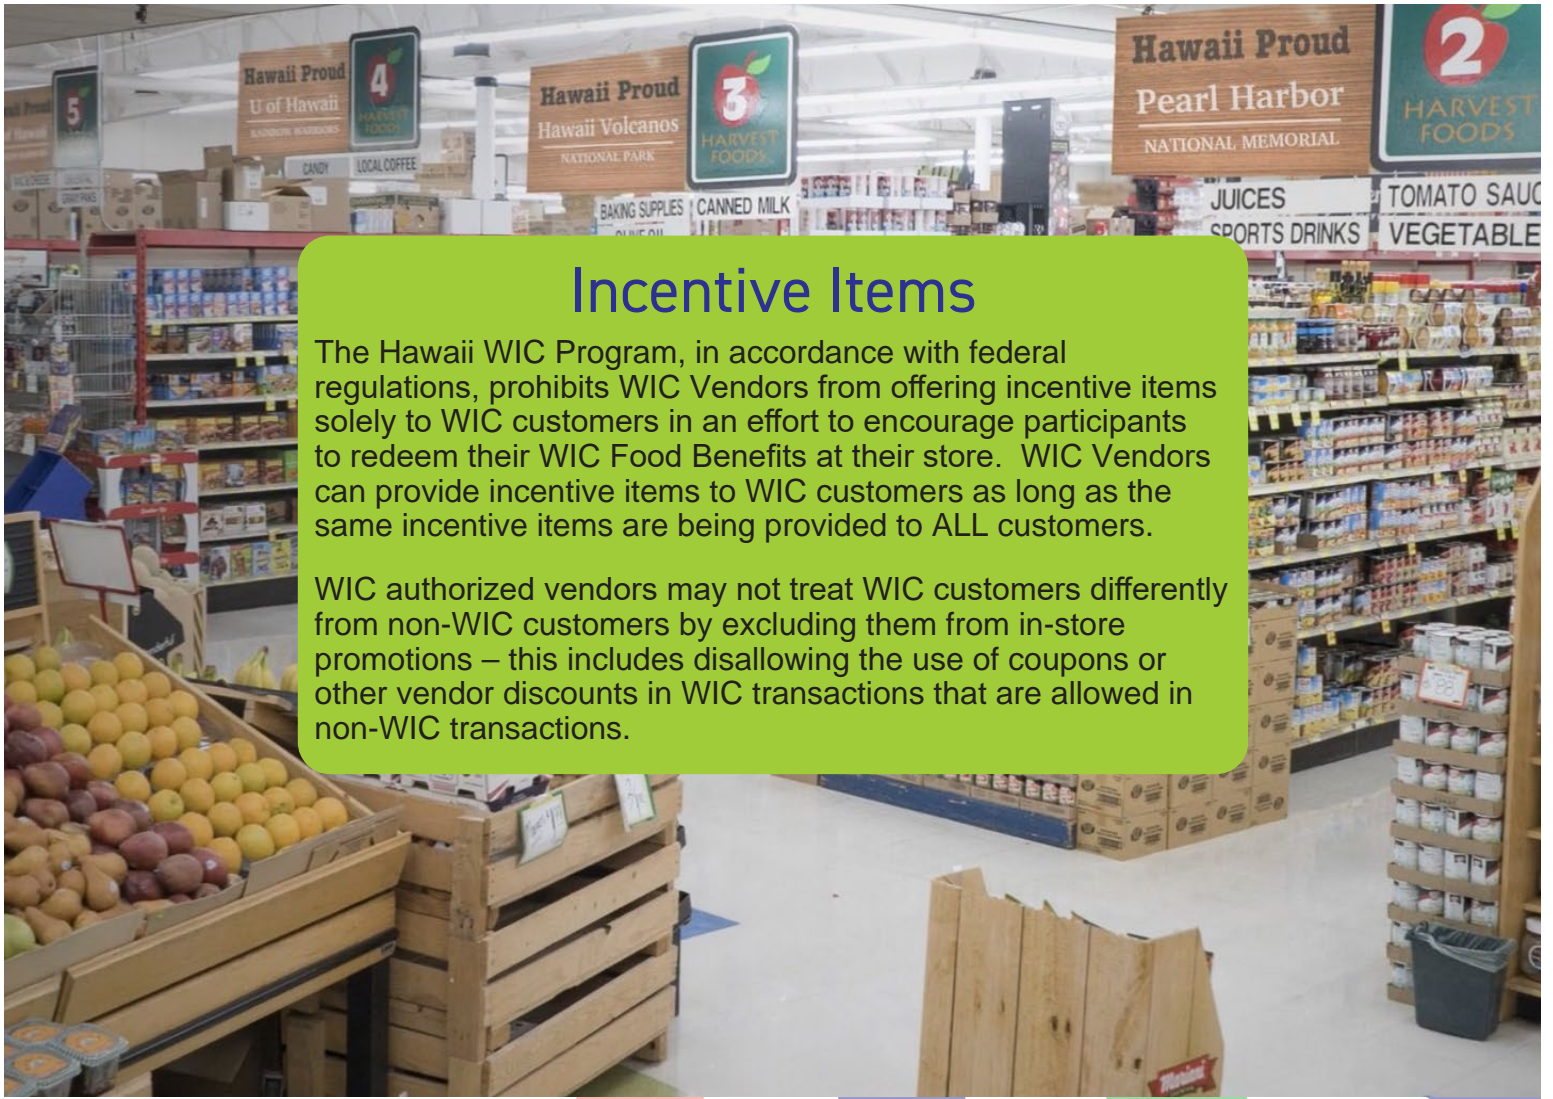 Hawaii Proud
U of Hawaii
RAINBOW WARRIORS
4
HARVEST
FOODS
CANDY
LOCAL COFFEE
5
Hawaii Proud
Hawaii Volcanos
NATIONAL PARK
3
HARVEST
FOODS
BAKING SUPPLIES
CANNED MILK
OLIVE OIL
Hawaii Proud
Pearl Harbor
NATIONAL MEMORIAL
2
HARVEST
FOODS
JUICES
SPORTS DRINKS
TOMATO SAUC
VEGETABLE
Incentive Items
The Hawaii WIC Program, in accordance with federal
regulations, prohibits WIC Vendors from offering incentive items
solely to WIC customers in an effort to encourage participants
to redeem their WIC Food Benefits at their store.  WIC Vendors
can provide incentive items to WIC customers as long as the
same incentive items are being provided to ALL customers.
WIC authorized vendors may not treat WIC customers differently
from non-WIC customers by excluding them from in-store
promotions – this includes disallowing the use of coupons or
other vendor discounts in WIC transactions that are allowed in
non-WIC transactions.